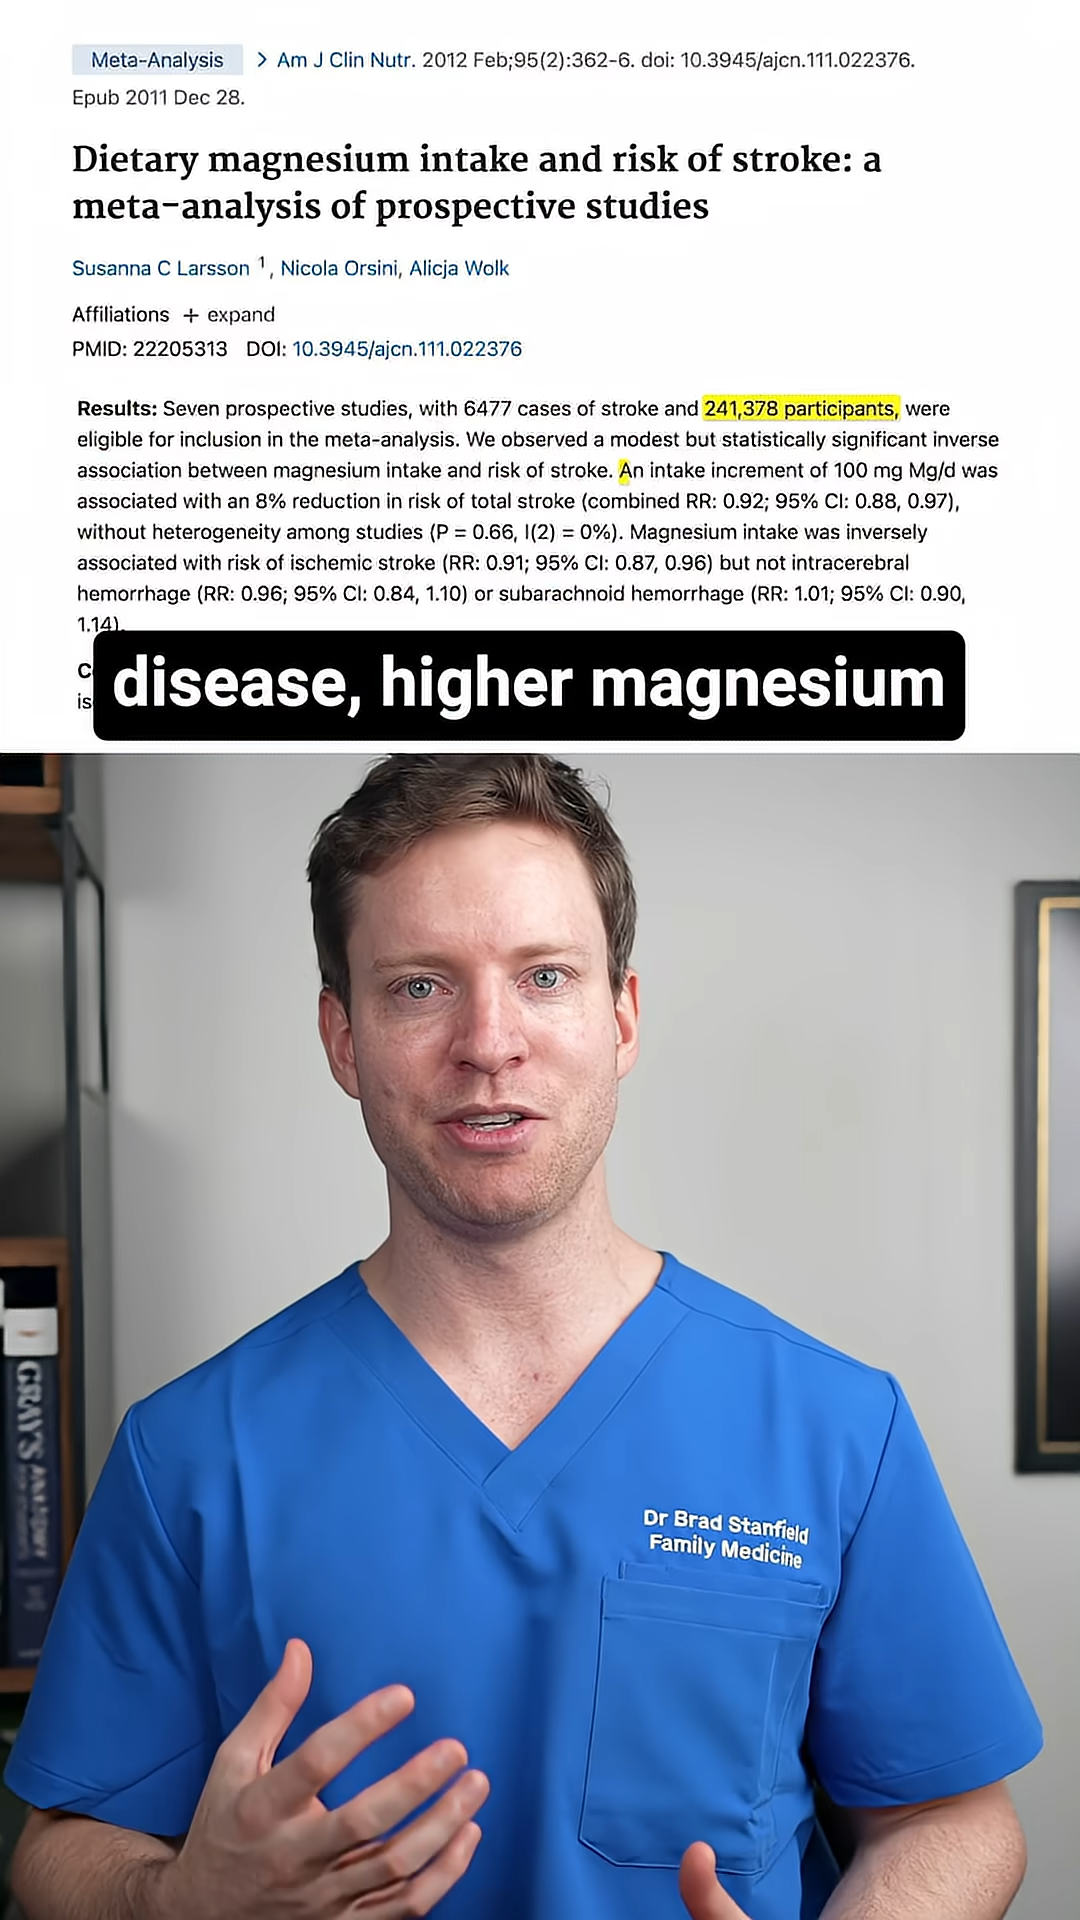 Meta-Analysis > Am J Clin Nutr. 2012 Feb;95(2):362-6. doi: 10.3945/ajcn.111.022376.
Epub 2011 Dec 28.
Dietary magnesium intake and risk of stroke: a
meta-analysis of prospective studies
Susanna C Larsson 1, Nicola Orsini, Alicja Wolk
Affiliations + expand
PMID: 22205313 DOI: 10.3945/ajcn.111.022376
Results: Seven prospective studies, with 6477 cases of stroke and 241,378 participants, were
eligible for inclusion in the meta-analysis. We observed a modest but statistically significant inverse
association between magnesium intake and risk of stroke. An intake increment of 100 mg Mg/d was
associated with an 8% reduction in risk of total stroke (combined RR: 0.92; 95% CI: 0.88, 0.97),
without heterogeneity among studies (P = 0.66, I(2) = 0%). Magnesium intake was inversely
associated with risk of ischemic stroke (RR: 0.91; 95% CI: 0.87, 0.96) but not intracerebral
hemorrhage (RR: 0.96; 95% CI: 0.84, 1.10) or subarachnoid hemorrhage (RR: 1.01; 95% CI: 0.90,
1.14).
disease, higher magnesium
GRAY'S
Dr Brad Stanfield
Family Medicine